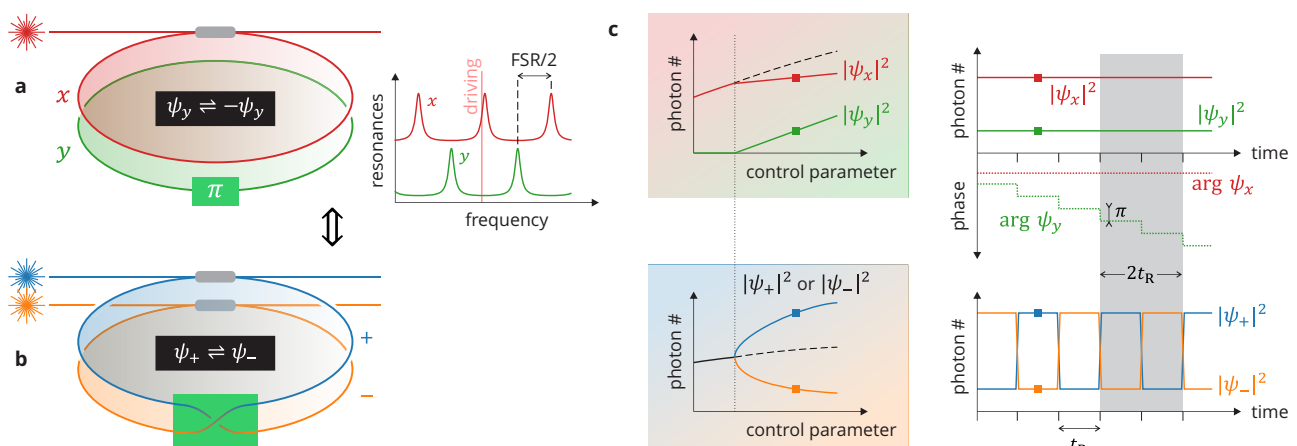 a
x
y
ψy ⇌ −ψy
π
resonances
driving
FSR/2
x
y
frequency
⇕
b
+
−
ψ+ ⇌ ψ−
c
photon #
|ψx|²
|ψy|²
control parameter
photon #
|ψ+|² or |ψ−|²
control parameter
photon #
|ψx|²
|ψy|²
time
phase
arg ψx
arg ψy
π
2tR
photon #
|ψ+|²
|ψ−|²
time